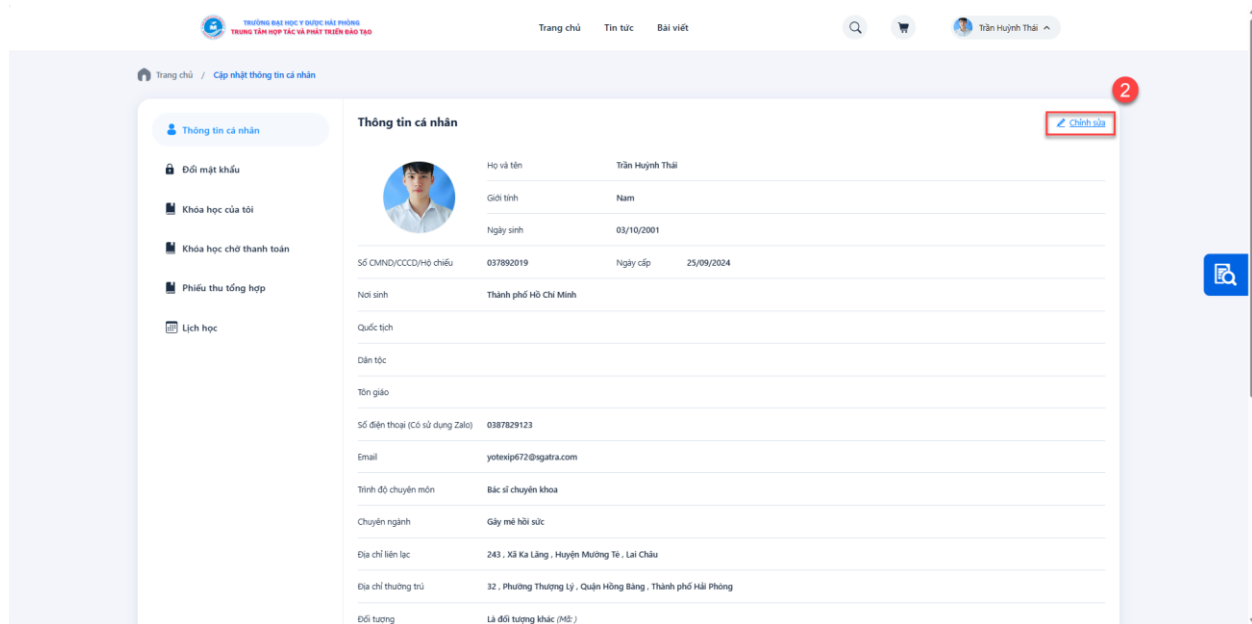 TRƯỜNG ĐẠI HỌC Y DƯỢC HẢI PHÒNG
TRUNG TÂM HỢP TÁC VÀ PHÁT TRIỂN ĐÀO TẠO
Trang chủ Tin tức Bài viết Trần Huỳnh Thái
Trang chủ / Cập nhật thông tin cá nhân
2
Thông tin cá nhân
Đổi mật khẩu
Khóa học của tôi
Khóa học chờ thanh toán
Phiếu thu tổng hợp
Lịch học
Thông tin cá nhân Chỉnh sửa
Họ và tên Trần Huỳnh Thái
Giới tính Nam
Ngày sinh 03/10/2001
Số CMND/CCCD/Hộ chiếu 037892019 Ngày cấp 25/09/2024
Nơi sinh Thành phố Hồ Chí Minh
Quốc tịch
Dân tộc
Tôn giáo
Số điện thoại (Có sử dụng Zalo) 0387829123
Email yotexip672@sgatra.com
Trình độ chuyên môn Bác sĩ chuyên khoa
Chuyên ngành Gây mê hồi sức
Địa chỉ liên lạc 243 , Xã Ka Lăng , Huyện Mường Tè , Lai Châu
Địa chỉ thường trú 32 , Phường Thượng Lý , Quận Hồng Bàng , Thành phố Hải Phòng
Đối tượng Là đối tượng khác (Mã: )